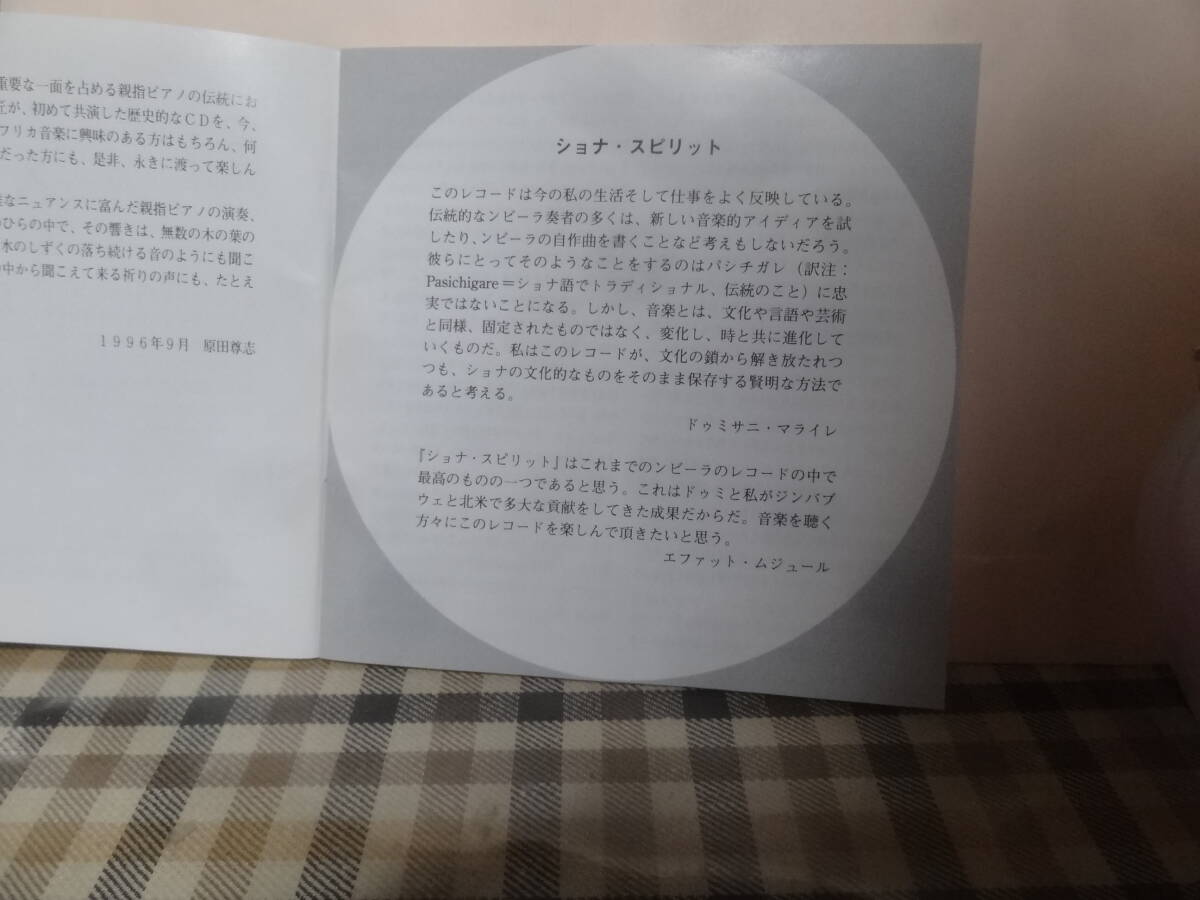 重要な一面を占める親指ピアノの伝統にお
匠が、初めて共演した歴史的なCDを、今、
フリカ音楽に興味のある方はもちろん、何
だった方にも、是非、永きに渡って楽しん
なニュアンスに富んだ親指ピアノの演奏、
のひらの中で、その響きは、無数の木の葉の
水のしずくの落ち続ける音のようにも聞こ
中から聞こえて来る祈りの声にも、たとえ
1996年9月 原田尊志
ショナ・スピリット
このレコードは今の私の生活そして仕事をよく反映している。
伝統的なンビーラ奏者の多くは、新しい音楽的アイディアを試
したり、ンビーラの自作曲を書くことなど考えもしないだろう。
彼らにとってそのようなことをするのはパシチガレ（訳注：
Pasichigare＝ショナ語でトラディショナル、伝統のこと）に忠
実ではないことになる。しかし、音楽とは、文化や言語や芸術
と同様、固定されたものではなく、変化し、時と共に進化して
いくものだ。私はこのレコードが、文化の鎖から解き放たれつ
つも、ショナの文化的なものをそのまま保存する賢明な方法で
あると考える。
ドゥミサニ・マライレ
『ショナ・スピリット』はこれまでのンビーラのレコードの中で
最高のものの一つであると思う。これはドゥミと私がジンバブ
ウェと北米で多大な貢献をしてきた成果だからだ。音楽を聴く
方々にこのレコードを楽しんで頂きたいと思う。
エファット・ムジュール